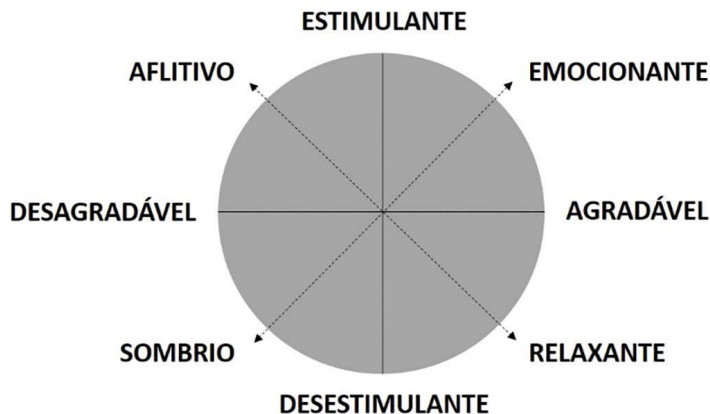 ESTIMULANTE
AFLITIVO
EMOCIONANTE
DESAGRADÁVEL
AGRADÁVEL
SOMBRIO
RELAXANTE
DESESTIMULANTE